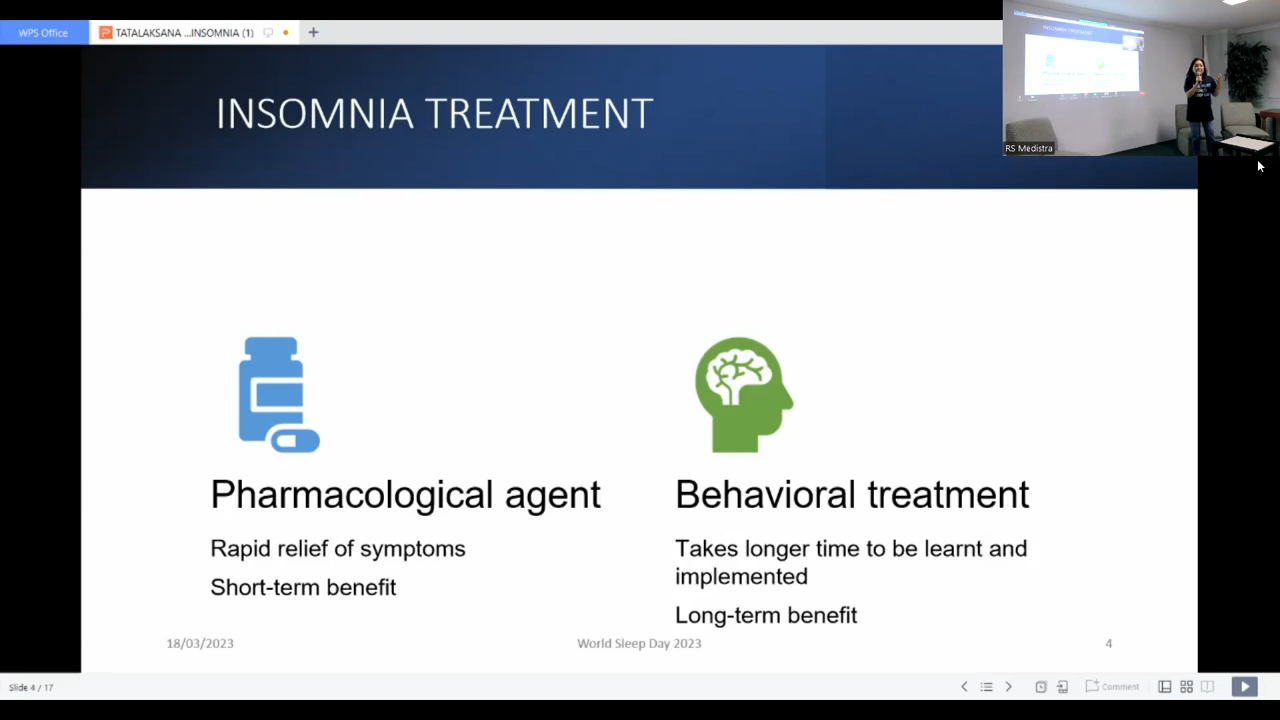 WPS Office
TATALAKSANA ...INSOMNIA (1)
INSOMNIA TREATMENT
RS Medistra
Pharmacological agent
Rapid relief of symptoms
Short-term benefit
Behavioral treatment
Takes longer time to be learnt and
implemented
Long-term benefit
18/03/2023
World Sleep Day 2023
4
Slide 4 / 17
Comment